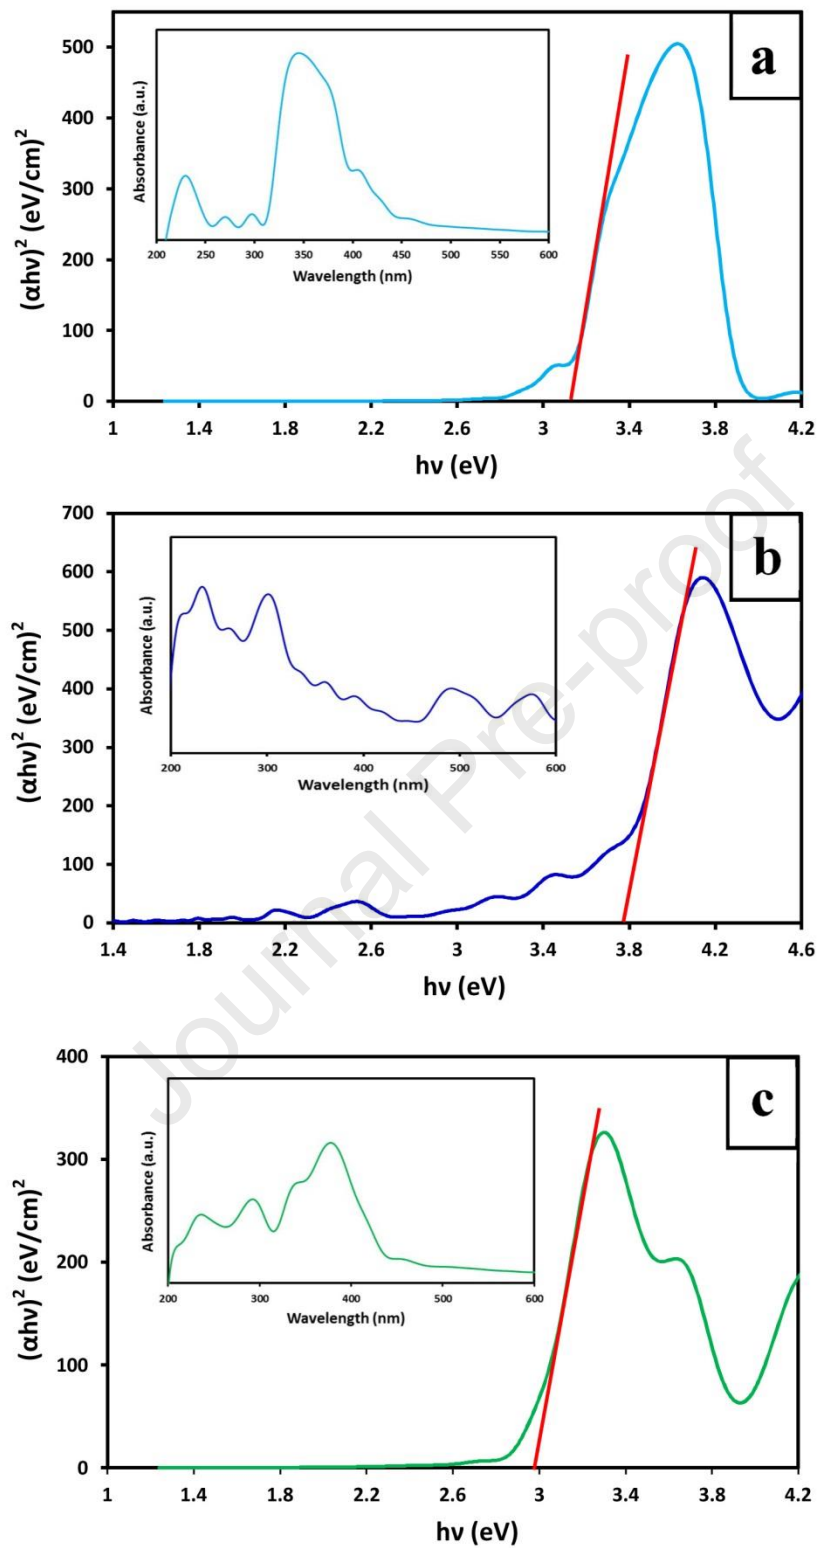 a
(αhν)² (eV/cm)²
500
400
300
200
100
0
1 1.4 1.8 2.2 2.6 3 3.4 3.8 4.2
hν (eV)
Absorbance (a.u.)
200 250 300 350 400 450 500 550 600
Wavelength (nm)
b
(αhν)² (eV/cm)²
700
600
500
400
300
200
100
0
1.4 1.8 2.2 2.6 3 3.4 3.8 4.2 4.6
hν (eV)
Absorbance (a.u.)
200 300 400 500 600
Wavelength (nm)
c
(αhν)² (eV/cm)²
400
300
200
100
0
1 1.4 1.8 2.2 2.6 3 3.4 3.8 4.2
hν (eV)
Absorbance (a.u.)
200 300 400 500 600
Wavelength (nm)
Journal Pre-proof